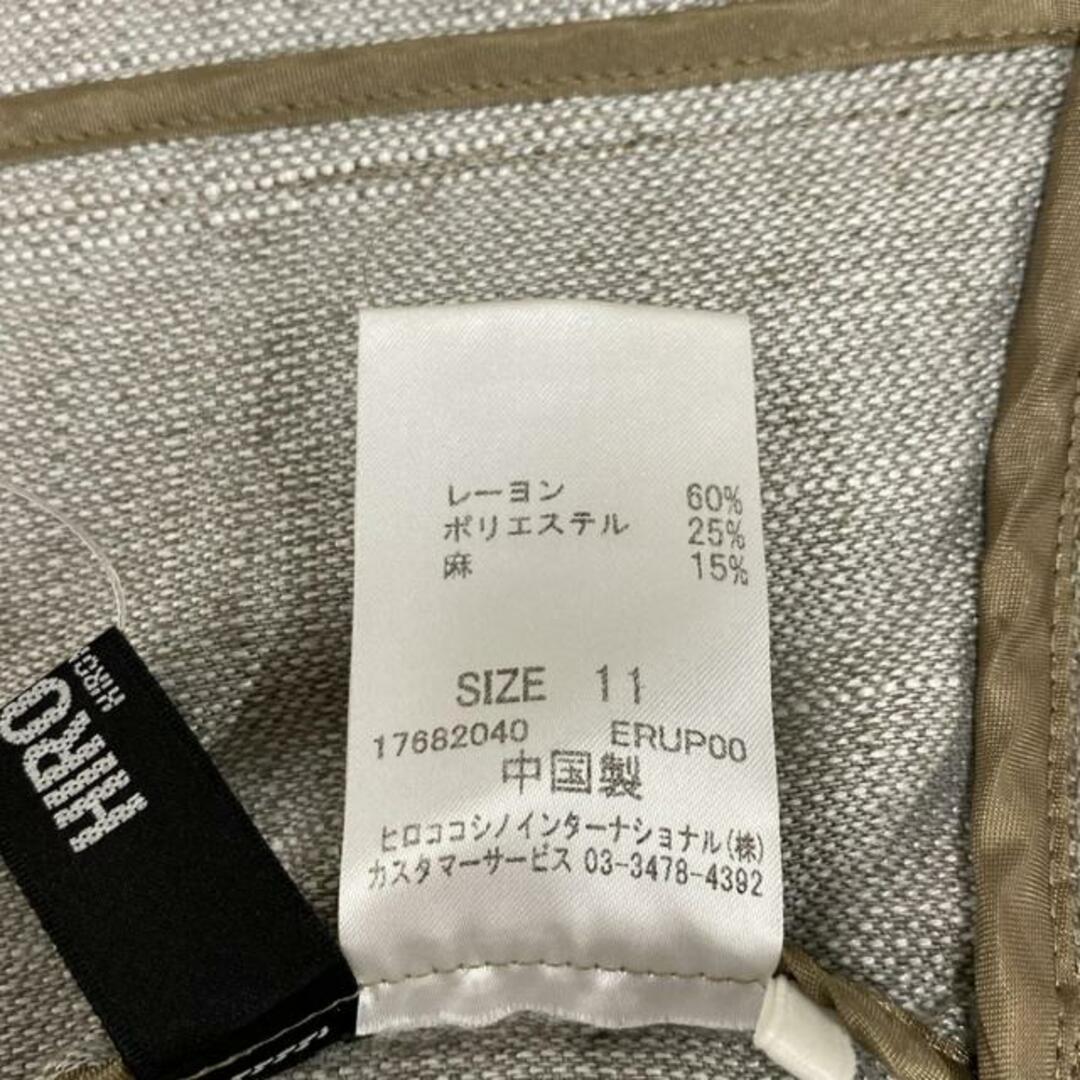 レーヨン 60%
ポリエステル 25%
麻 15%
SIZE 11
17682040 ERUP00
中国製
ヒロココシノインターナショナル(株)
カスタマーサービス 03-3478-4392
HIRO